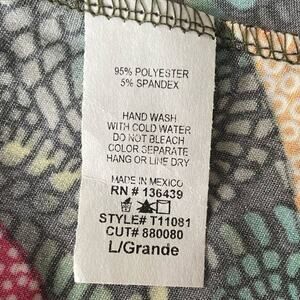 95% POLYESTER
5% SPANDEX
HAND WASH
WITH COLD WATER
DO NOT BLEACH
COLOR SEPARATE
HANG OR LINE DRY
MADE IN MEXICO
RN # 136439
STYLE# T11081
CUT# 880080
L/Grande